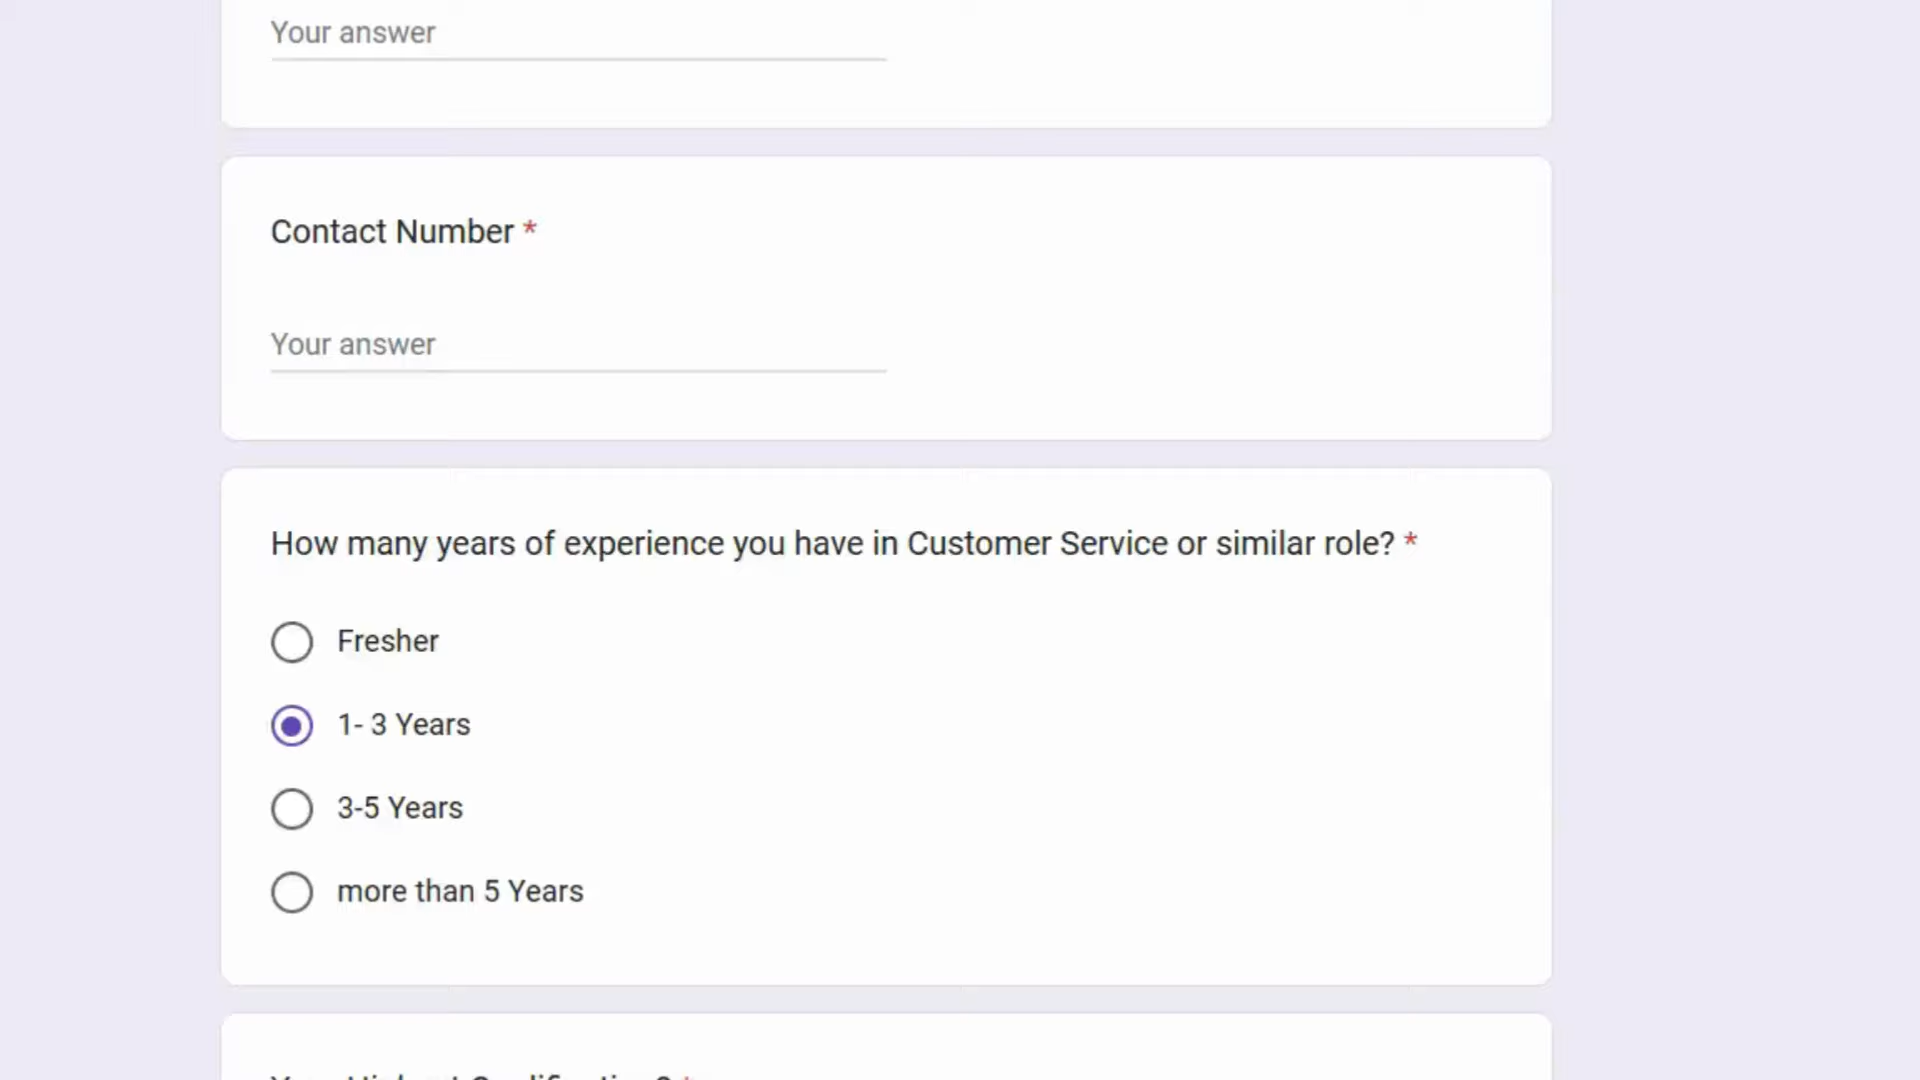 Your answer
Contact Number *
Your answer
How many years of experience you have in Customer Service or similar role? *
Fresher
1- 3 Years
3-5 Years
more than 5 Years